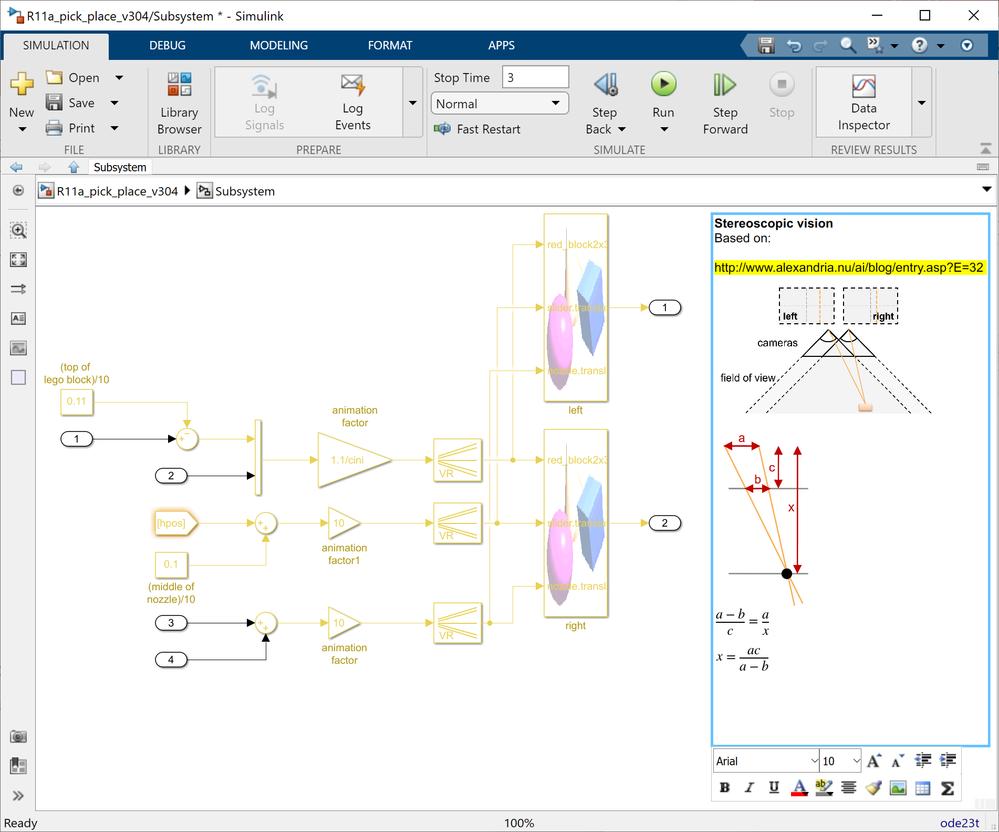 R11a_pick_place_v304/Subsystem * - Simulink
SIMULATION
DEBUG
MODELING
FORMAT
APPS
New
Open
Save
Print
FILE
Library
Browser
LIBRARY
Log
Signals
Log
Events
PREPARE
Stop Time
3
Normal
Fast Restart
Step
Back
Run
Step
Forward
Stop
SIMULATE
Data
Inspector
REVIEW RESULTS
Subsystem
R11a_pick_place_v304
Subsystem
(top of
lego block)/10
0.11
1
2
animation
factor
1.1/cini
VR
[hpos]
0.1
(middle of
nozzle)/10
10
animation
factor1
VR
3
4
10
animation
factor
VR
red_block2x3
slider.transla
nozzle.transl
left
1
red_block2x3
slider.transla
nozzle.transl
right
2
Stereoscopic vision
Based on:
http://www.alexandria.nu/ai/blog/entry.asp?E=32
left
right
cameras
field of view
a
c
b
x
a − b / c = a / x
x = ac / a − b
Arial
10
Ready
100%
ode23t